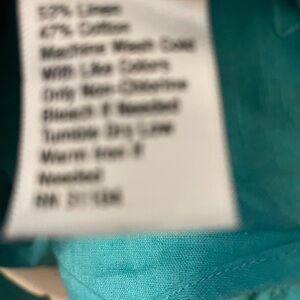 53% Linen
47% Cotton
Machine Wash Cold
With Like Colors
Only Non-Chlorine
Bleach If Needed
Tumble Dry Low
Warm Iron If
Needed
RN